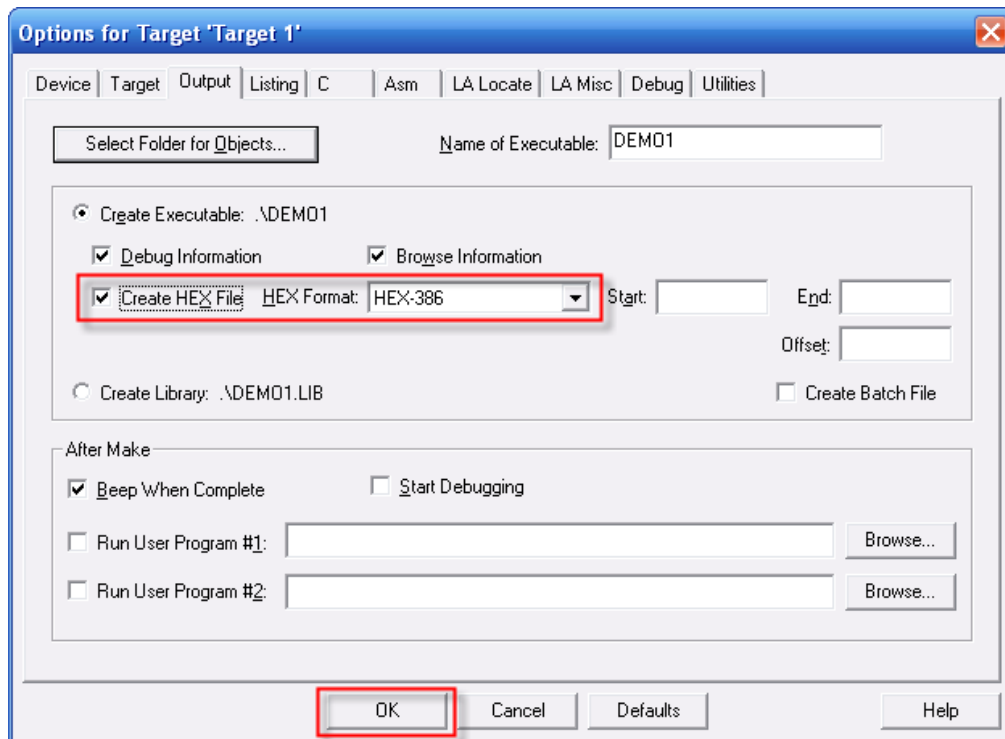 Options for Target 'Target 1'
Device Target Output Listing C Asm LA Locate LA Misc Debug Utilities
Select Folder for Objects... Name of Executable: DEMO1
Create Executable: .\DEMO1
Debug Information Browse Information
Create HEX File HEX Format: HEX-386 Start: End:
Offset:
Create Library: .\DEMO1.LIB Create Batch File
After Make
Beep When Complete Start Debugging
Run User Program #1: Browse...
Run User Program #2: Browse...
OK Cancel Defaults Help